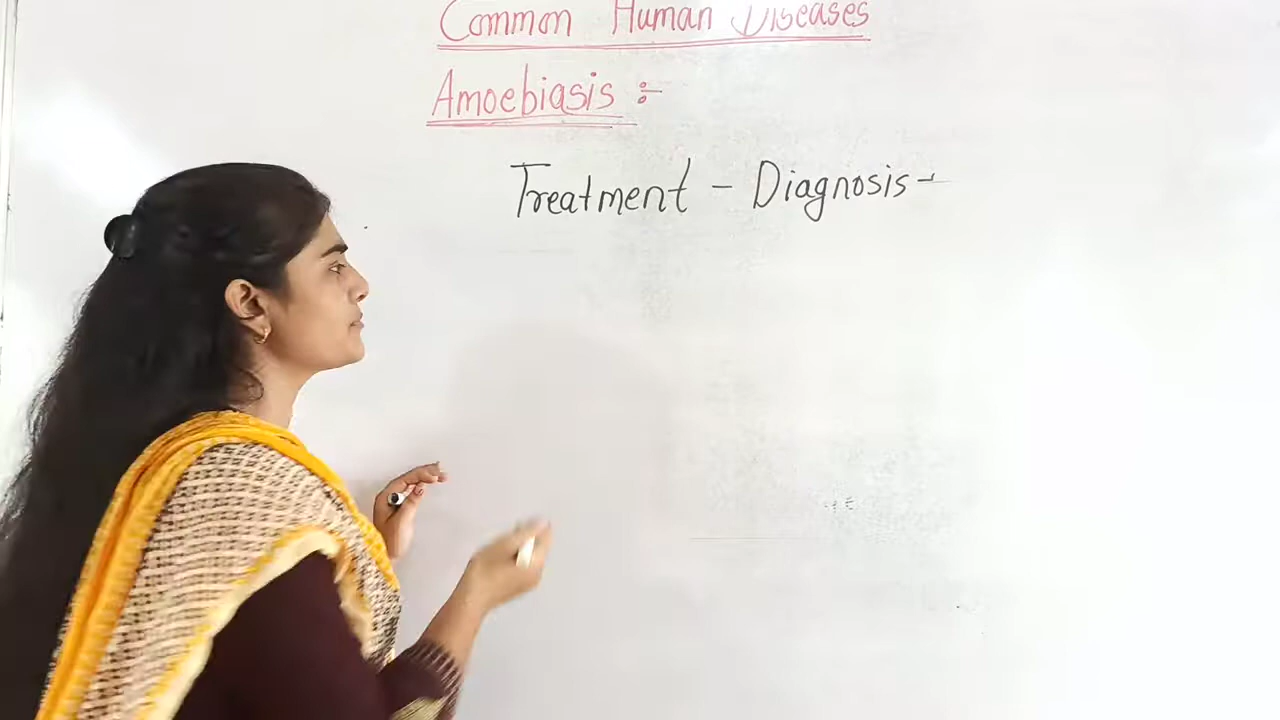 Common Human Diseases
Amoebiasis :-
Treatment - Diagnosis -